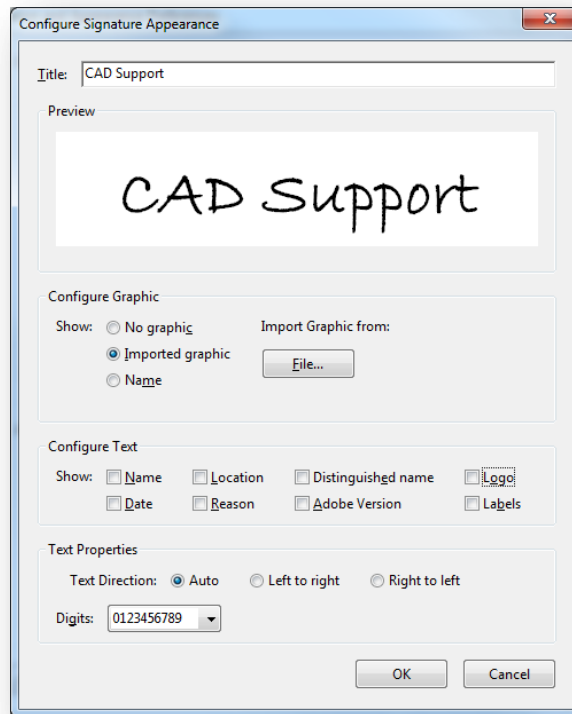 Configure Signature Appearance
Title: CAD Support
Preview
CAD Support
Configure Graphic
Show: No graphic Import Graphic from:
Imported graphic File...
Name
Configure Text
Show: Name Location Distinguished name Logo
Date Reason Adobe Version Labels
Text Properties
Text Direction: Auto Left to right Right to left
Digits: 0123456789
OK Cancel